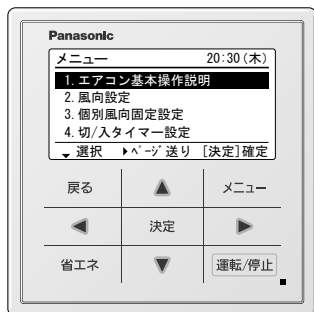 Panasonic
メニュー 20:30(木)
1. エアコン基本操作説明
2. 風向設定
3. 個別風向固定設定
4. 切/入タイマー設定
選択 ▶ページ送り [決定]確定
戻る ▲ メニュー
◀ 決定 ▶
省エネ ▼ 運転/停止